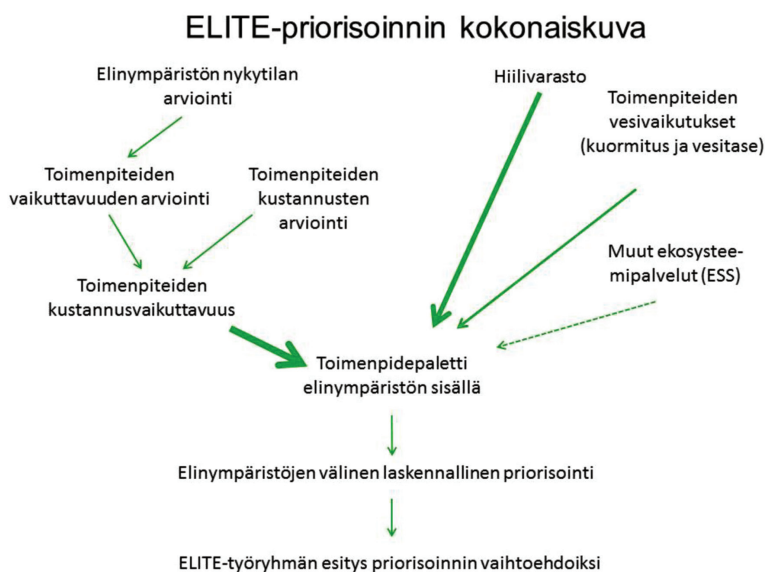 ELITE-priorisoinnin kokonaiskuva
Elinympäristön nykytilan
arviointi
Hiilivarasto
Toimenpiteiden
vesivaikutukset
(kuormitus ja vesitase)
Toimenpiteiden
vaikuttavuuden arviointi
Toimenpiteiden
kustannusten
arviointi
Muut ekosystee-
mipalvelut (ESS)
Toimenpiteiden
kustannusvaikuttavuus
Toimenpidepaletti
elinympäristön sisällä
Elinympäristöjen välinen laskennallinen priorisointi
ELITE-työryhmän esitys priorisoinnin vaihtoehdoiksi